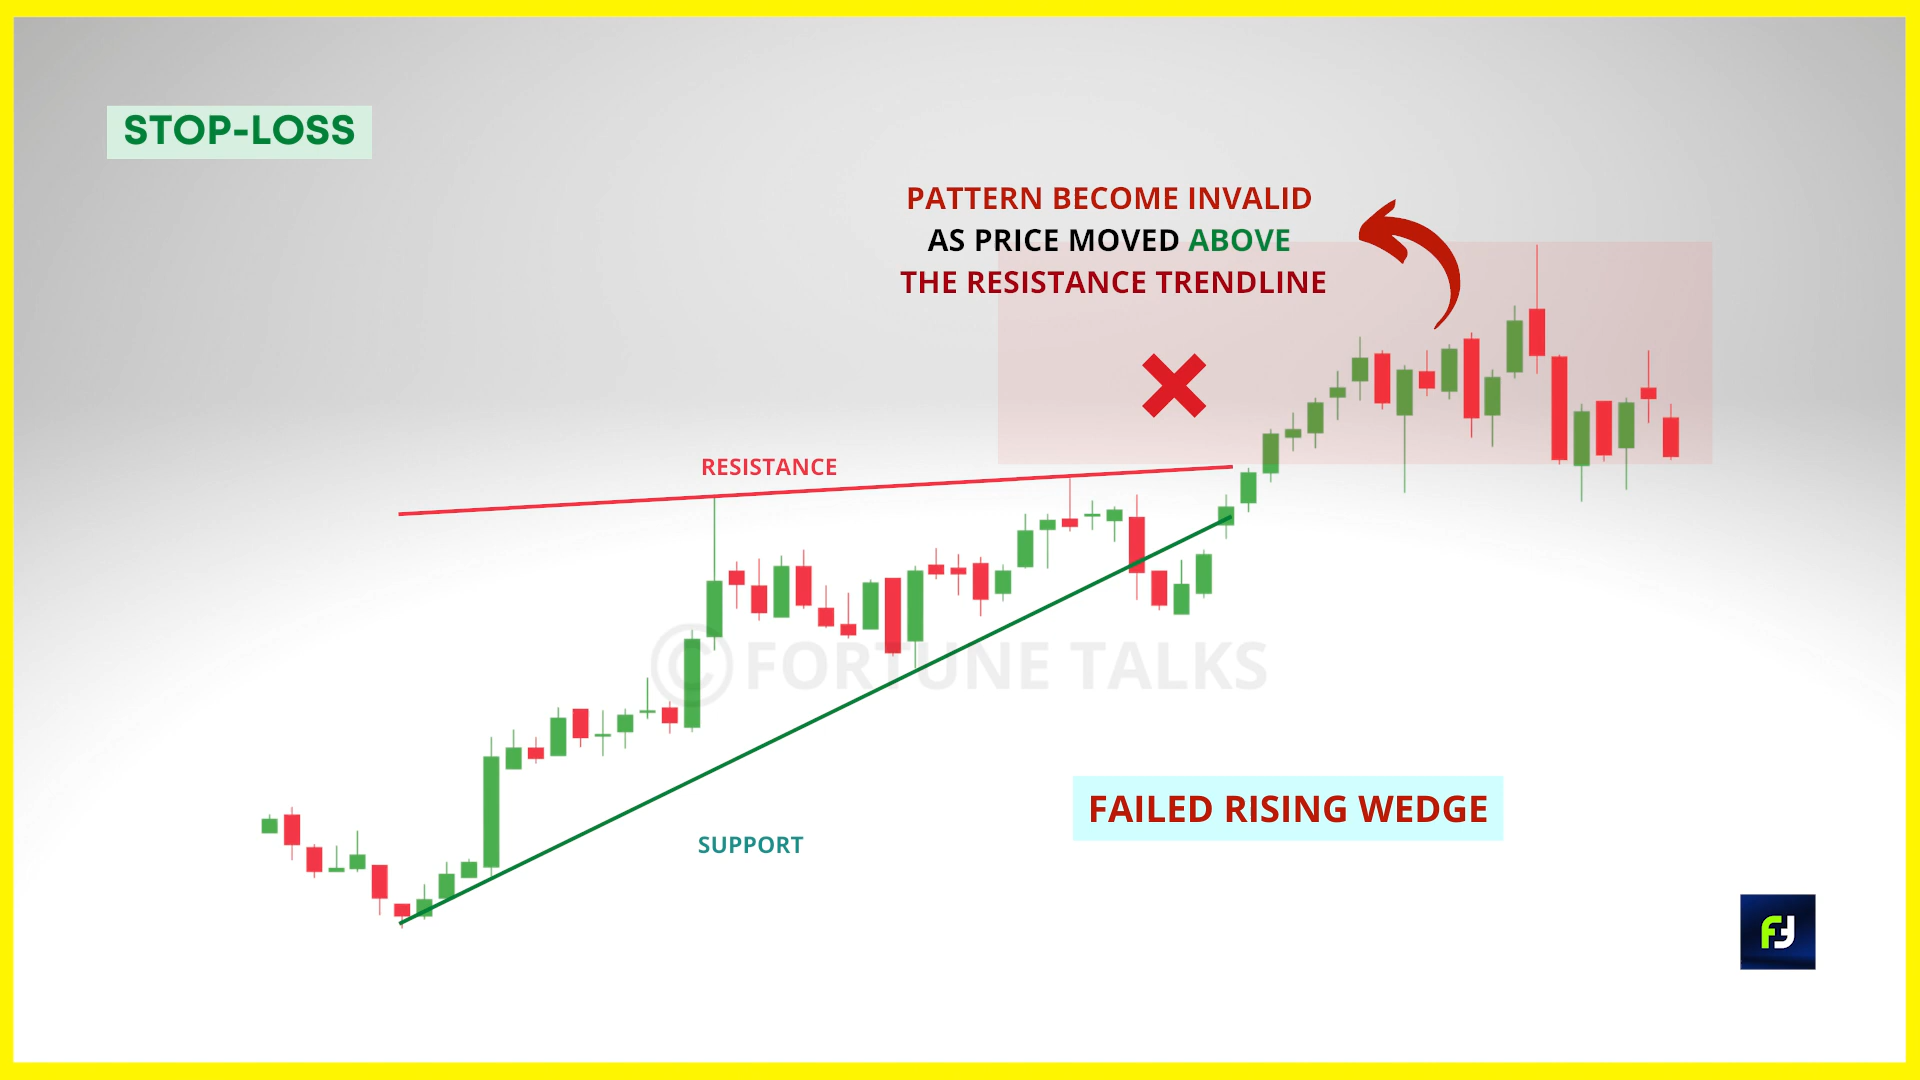 STOP-LOSS
PATTERN BECOME INVALID
AS PRICE MOVED ABOVE
THE RESISTANCE TRENDLINE
RESISTANCE
© FORTUNE TALKS
FAILED RISING WEDGE
SUPPORT